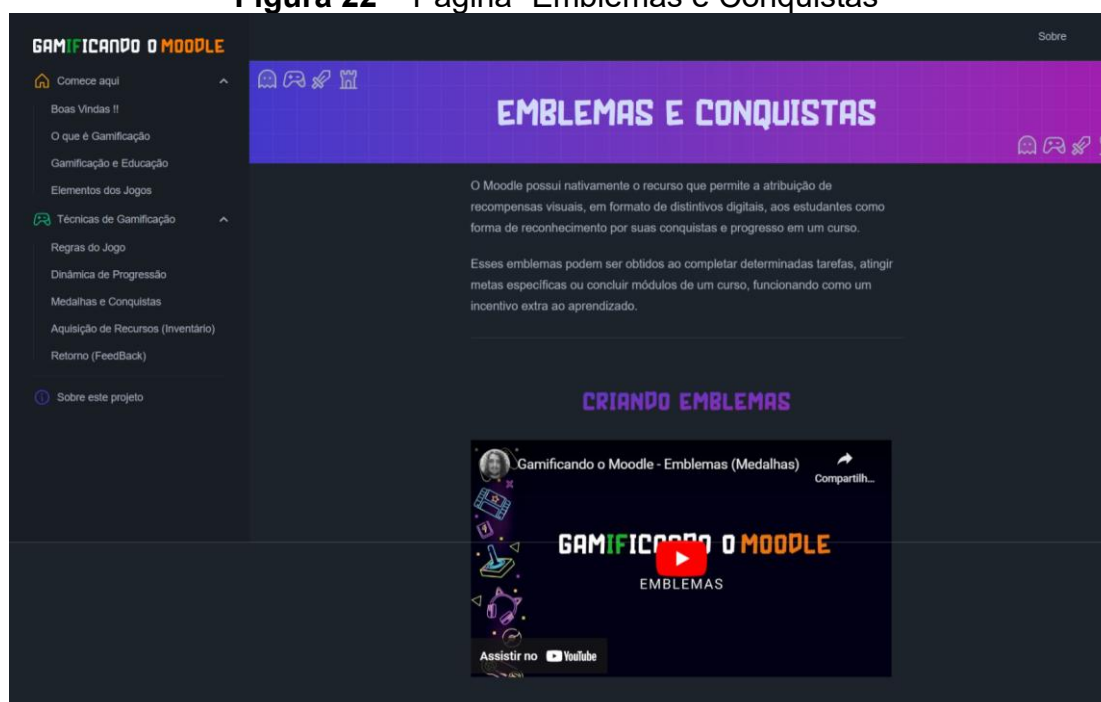 Figura 22 – Página "Emblemas e Conquistas"
GAMIFICANDO O MOODLE
Sobre
Comece aqui
Boas Vindas !!
O que é Gamificação
Gamificação e Educação
Elementos dos Jogos
Técnicas de Gamificação
Regras do Jogo
Dinâmica de Progressão
Medalhas e Conquistas
Aquisição de Recursos (Inventário)
Retorno (FeedBack)
Sobre este projeto
EMBLEMAS E CONQUISTAS
O Moodle possui nativamente o recurso que permite a atribuição de
recompensas visuais, em formato de distintivos digitais, aos estudantes como
forma de reconhecimento por suas conquistas e progresso em um curso.
Esses emblemas podem ser obtidos ao completar determinadas tarefas, atingir
metas específicas ou concluir módulos de um curso, funcionando como um
incentivo extra ao aprendizado.
CRIANDO EMBLEMAS
Gamificando o Moodle - Emblemas (Medalhas)
Compartilh...
GAMIFICANDO O MOODLE
EMBLEMAS
Assistir no YouTube